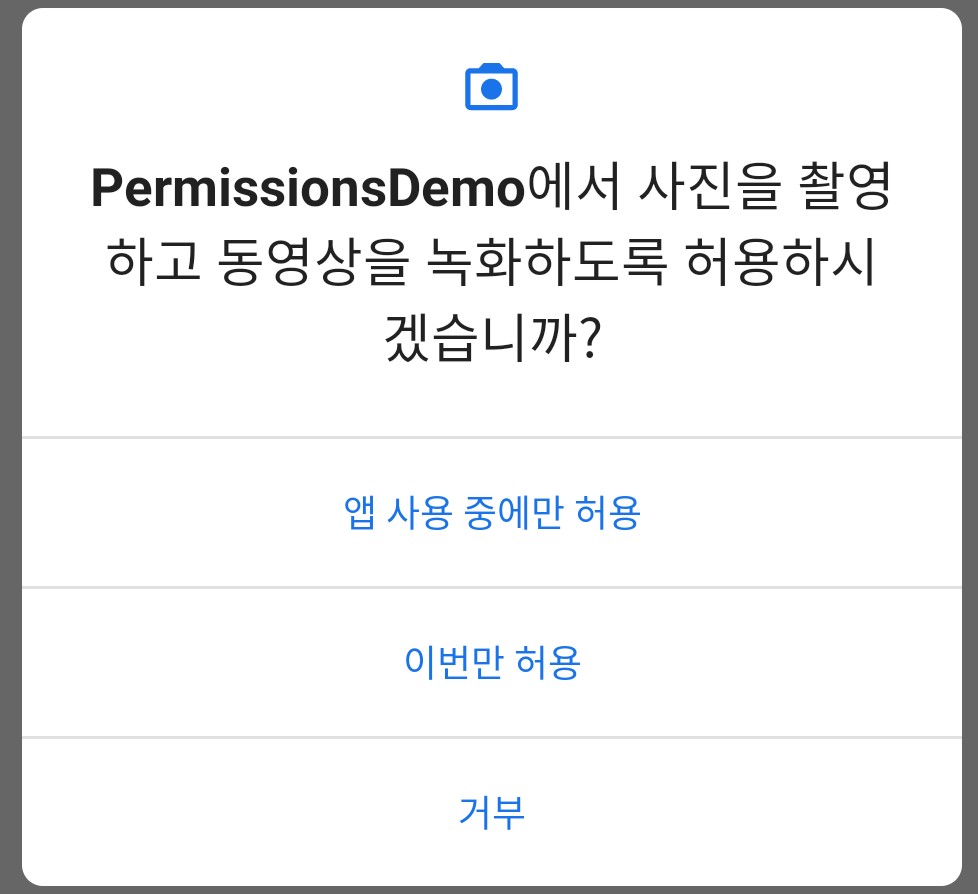 PermissionsDemo에서 사진을 촬영
하고 동영상을 녹화하도록 허용하시
겠습니까?
앱 사용 중에만 허용
이번만 허용
거부